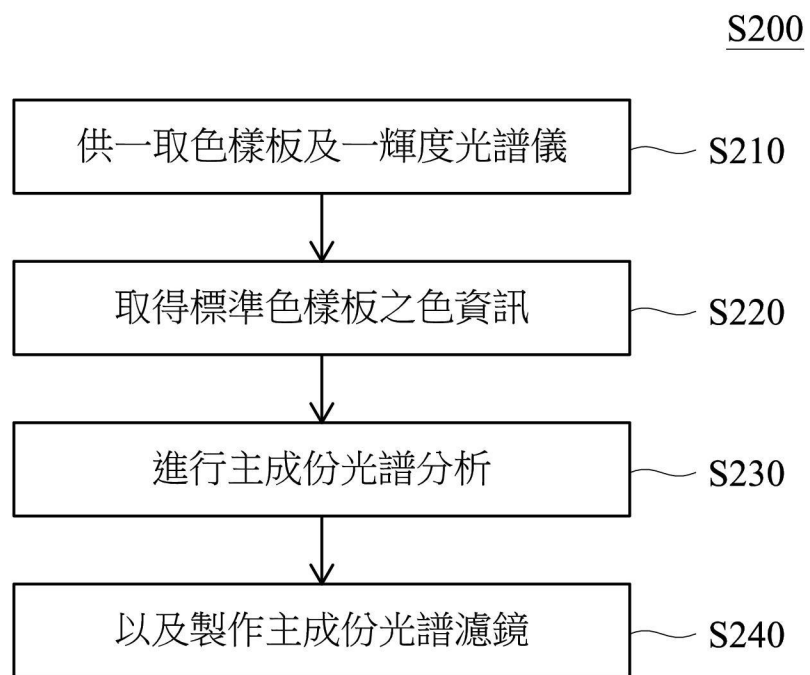 S200
供一取色樣板及一輝度光譜儀 S210
取得標準色樣板之色資訊 S220
進行主成份光譜分析 S230
以及製作主成份光譜濾鏡 S240